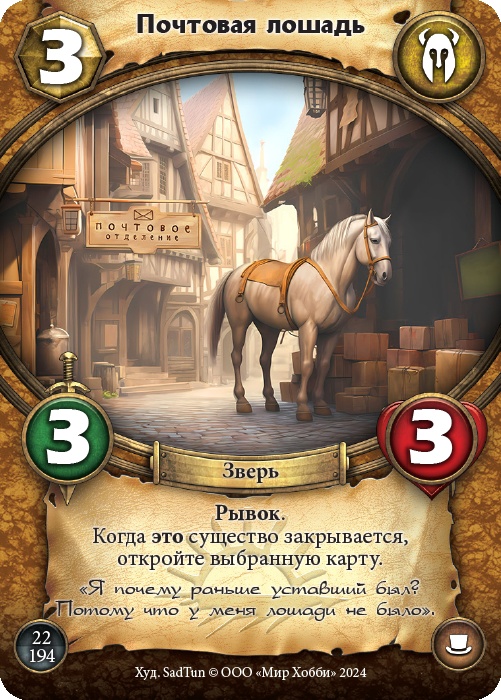 Почтовая лошадь
3
ПОЧТОВОЕ
ОТДЕЛЕНИЕ
3
3
Зверь
Рывок.
Когда это существо закрывается,
откройте выбранную карту.
«Я почему раньше уставший был?
Потому что у меня лошади не было».
22
194
Худ. SadTun © ООО «Мир Хобби» 2024